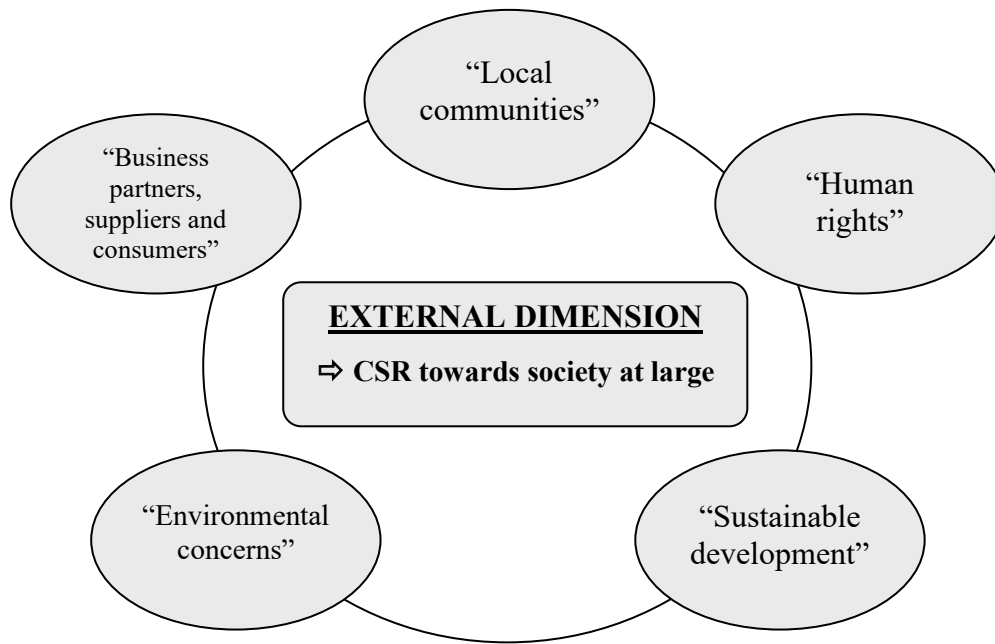 “Local
communities”
“Business
partners,
suppliers and
consumers”
“Human
rights”
EXTERNAL DIMENSION
⇨ CSR towards society at large
“Environmental
concerns”
“Sustainable
development”